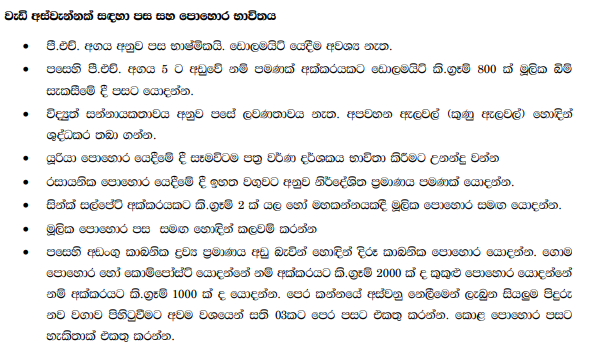 වැඩි අස්වැන්නක් සඳහා පස සහ පොහොර භාවිතය
• පී.එච්. අගය අනුව පස භාෂ්මිකයි. ඩොලමයිට් යෙදීම අවශ්‍ය නැත.
• පසෙහි පී.එච්. අගය 5 ට අඩුවේ නම් පමණක් අක්කරයකට ඩොලමයිට් කි.ග්‍රෑම් 800 ක් මූලික බිම්
සැකසීමේ දී පසට යොදන්න.
• විද්‍යුත් සන්නායකතාවය අනුව පසේ ලවණතාවය නැත. අපවහන ඇලවල් (කුණු ඇලවල්) හොඳින්
ශුද්ධකර තබා ගන්න.
• යූරියා පොහොර යෙදීමේ දී සෑමවිටම පත්‍ර වර්ණ දර්ශකය භාවිතා කිරීමට උනන්දු වන්න
• රසායනික පොහොර යෙදීමේ දී ඉහත වගුවට අනුව නිර්දේශිත ප්‍රමාණය පමණක් යොදන්න.
• සින්ක් සල්පේට් අක්කරයකට කි.ග්‍රෑම් 2 ක් යල හෝ මහකන්නයකදී මූලික පොහොර සමඟ යොදන්න.
• මූලික පොහොර පස සමඟ හොඳින් කලවම් කරන්න
• පසෙහි අඩංගු කාබනික ද්‍රව්‍ය ප්‍රමාණය අඩු බැවින් හොඳින් දිරූ කාබනික පොහොර යොදන්න. ගොම
පොහොර හෝ කොම්පෝස්ට් යොදන්නේ නම් අක්කරයට කි.ග්‍රෑම් 2000 ක් ද කුකුළු පොහොර යොදන්නේ
නම් අක්කරයට කි.ග්‍රෑම් 1000 ක් ද යොදන්න. පෙර කන්නයේ අස්වනු නෙලීමෙන් ලැබුන සියලුම පිදුරු
නව වගාව පිහිටුවීමට අවම වශයෙන් සති 03කට පෙර පසට එකතු කරන්න. කොළ පොහොර පසට
හැකිතාක් එකතු කරන්න.